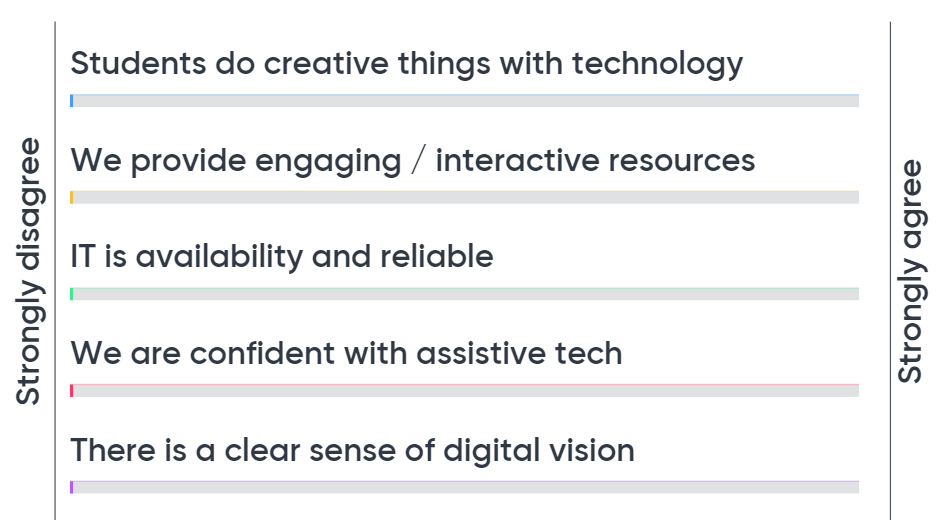 Strongly disagree
Students do creative things with technology
We provide engaging / interactive resources
IT is availability and reliable
We are confident with assistive tech
There is a clear sense of digital vision
Strongly agree